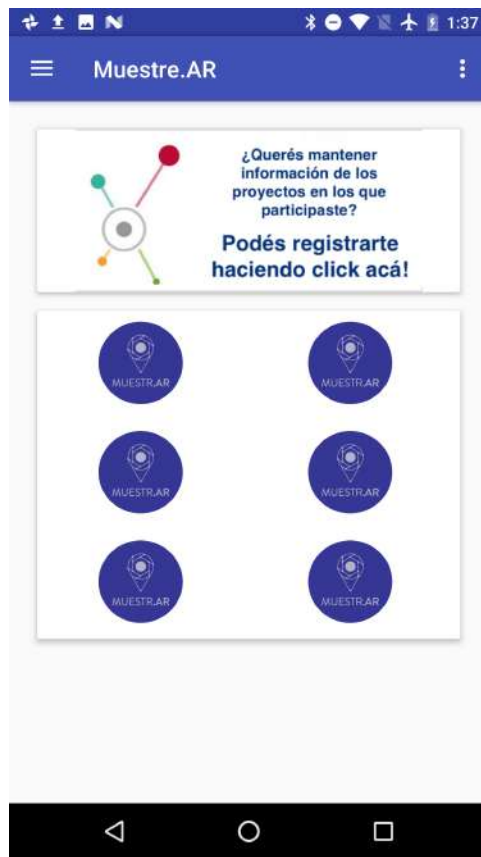 1:37
Muestre.AR
¿Querés mantener
información de los
proyectos en los que
participaste?
Podés registrarte
haciendo click acá!
MUESTR.AR
MUESTR.AR
MUESTR.AR
MUESTR.AR
MUESTR.AR
MUESTR.AR